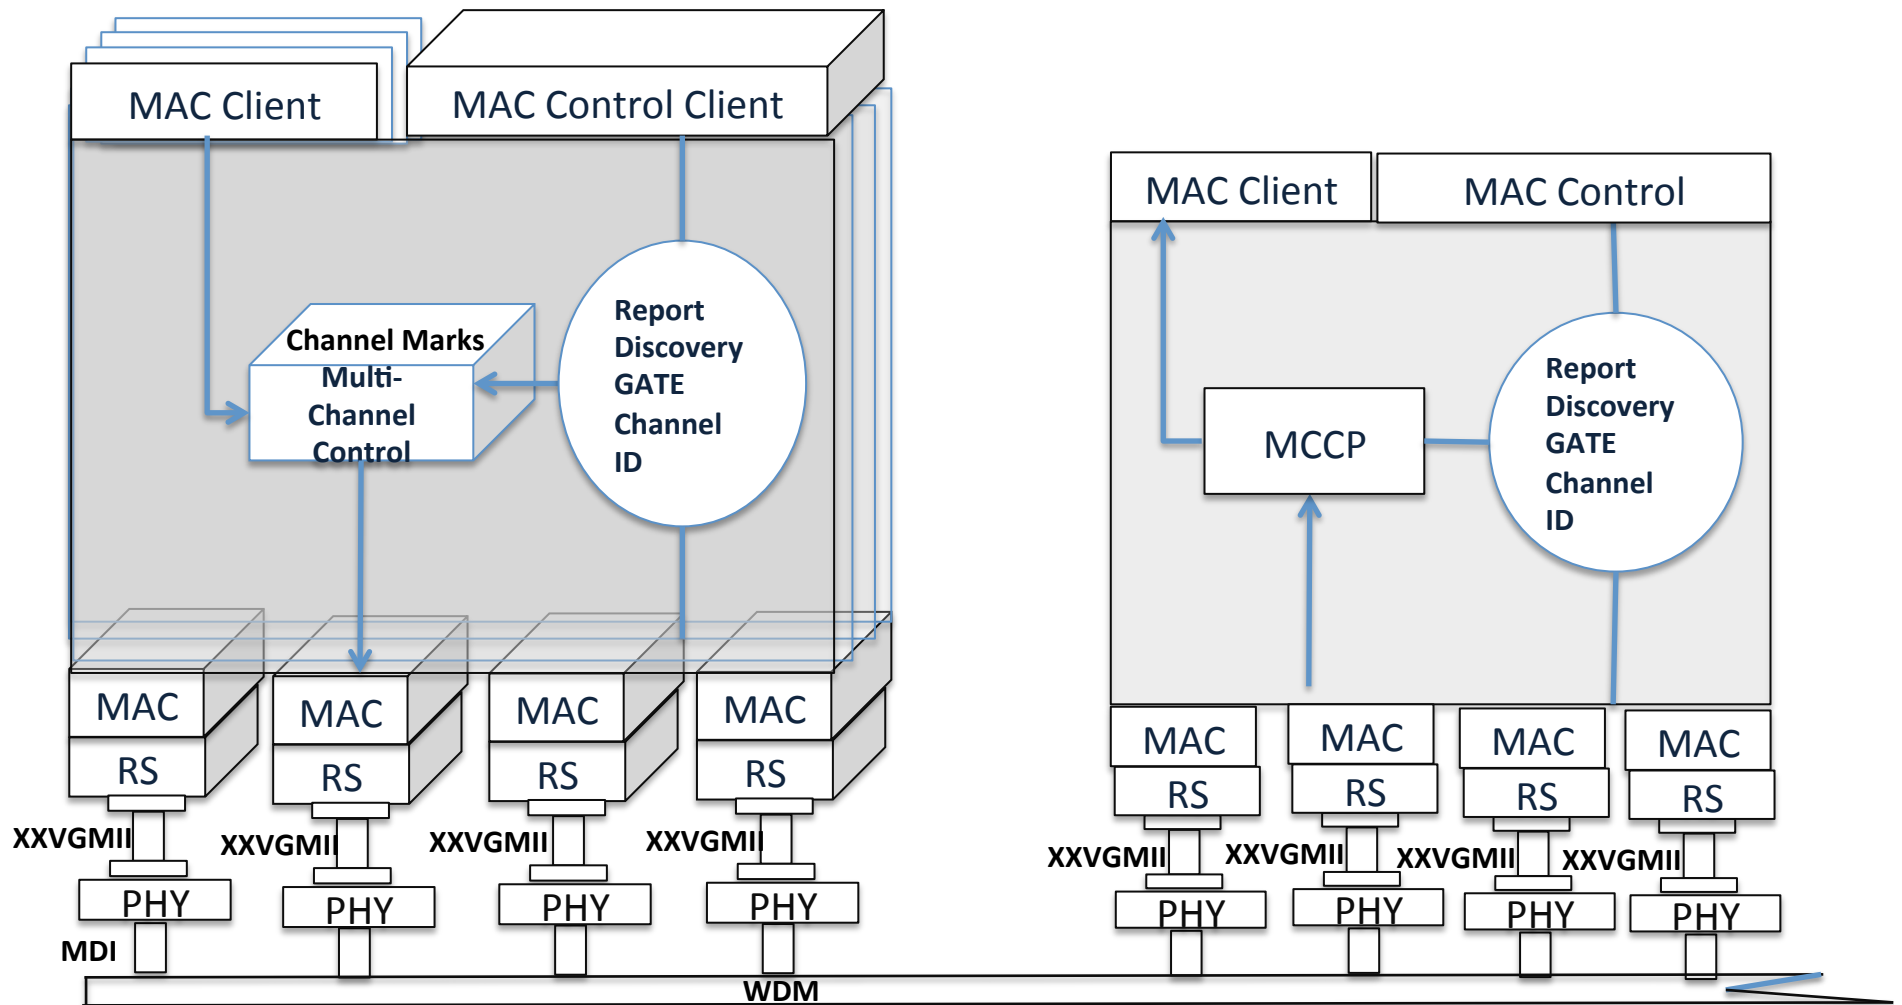 MAC Client
MAC Control Client
Report
Discovery
GATE
Channel
ID
Channel Marks
Multi-
Channel
Control
MAC
MAC
MAC
MAC
RS
RS
RS
RS
XXVGMII
XXVGMII
XXVGMII
XXVGMII
PHY
PHY
PHY
PHY
MDI
MAC Client
MAC Control
MCCP
Report
Discovery
GATE
Channel
ID
MAC
MAC
MAC
MAC
RS
RS
RS
RS
XXVGMII
XXVGMII
XXVGMII
XXVGMII
PHY
PHY
PHY
PHY
WDM